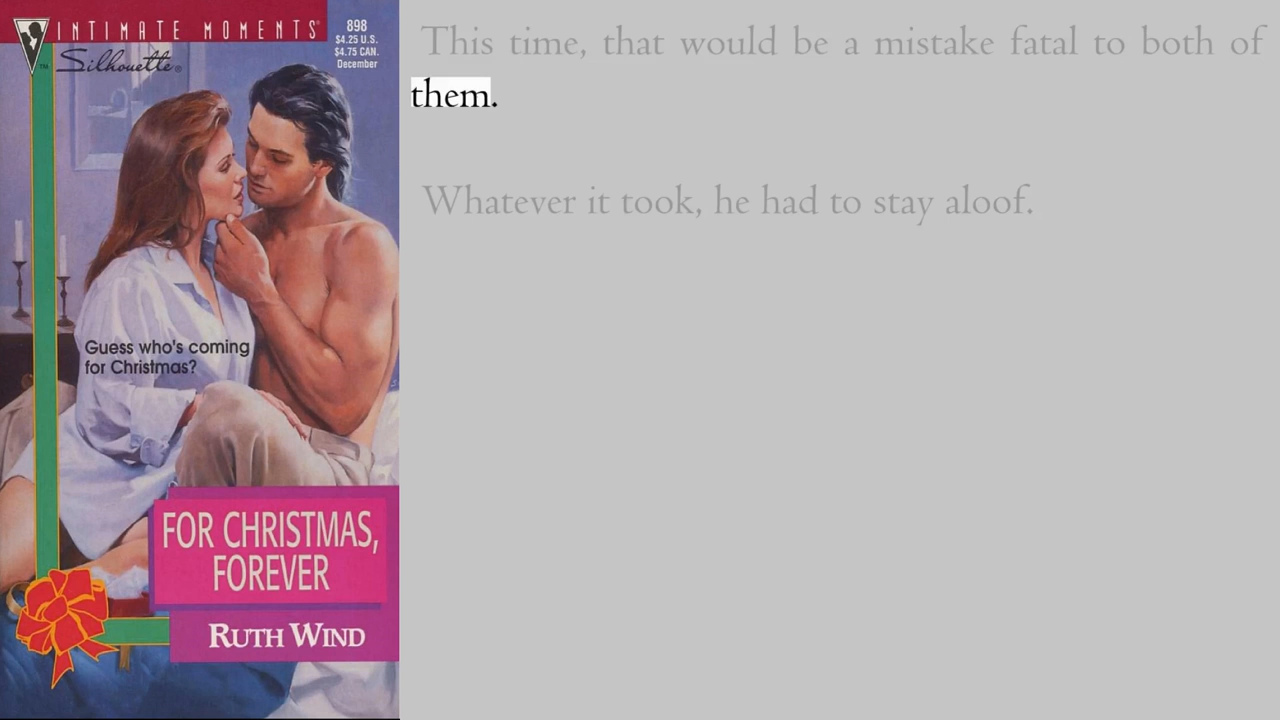 INTIMATE MOMENTS®
898
$4.25 U.S.
$4.75 CAN.
December
TM
Silhouette®
Guess who's coming
for Christmas?
FOR CHRISTMAS,
FOREVER
RUTH WIND
This time, that would be a mistake fatal to both of
them.
Whatever it took, he had to stay aloof.